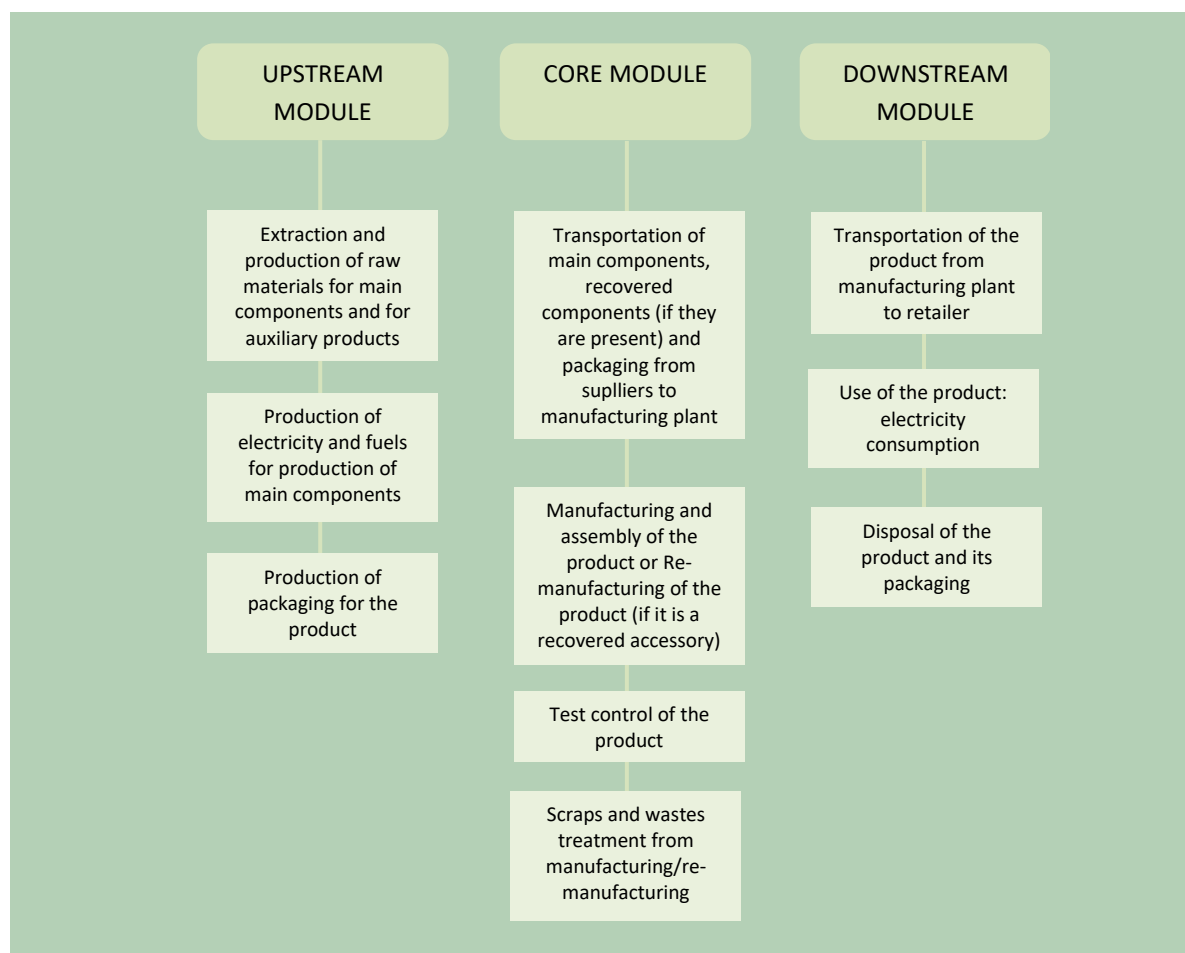 UPSTREAM
MODULE
Extraction and
production of raw
materials for main
components and for
auxiliary products
Production of
electricity and fuels
for production of
main components
Production of
packaging for the
product
CORE MODULE
Transportation of
main components,
recovered
components (if they
are present) and
packaging from
suplliers to
manufacturing plant
Manufacturing and
assembly of the
product or Re-
manufacturing of the
product (if it is a
recovered accessory)
Test control of the
product
Scraps and wastes
treatment from
manufacturing/re-
manufacturing
DOWNSTREAM
MODULE
Transportation of the
product from
manufacturing plant
to retailer
Use of the product:
electricity
consumption
Disposal of the
product and its
packaging